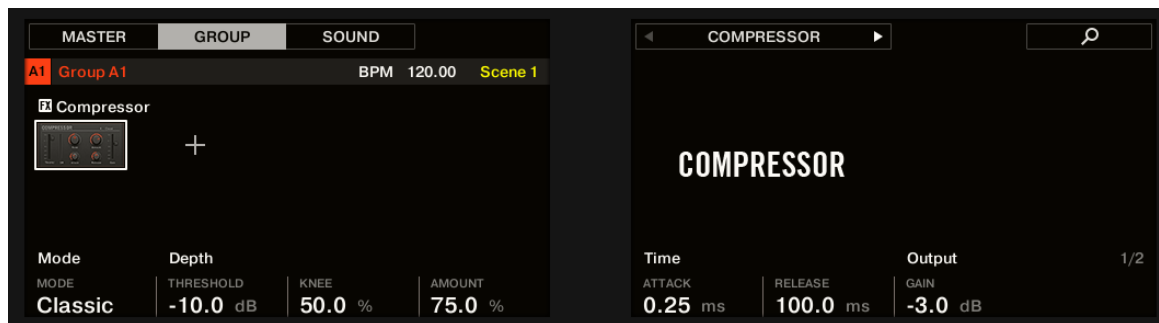 MASTER GROUP SOUND
A1 Group A1 BPM 120.00 Scene 1
FX Compressor
COMPRESSOR
+
Mode Depth
MODE THRESHOLD KNEE AMOUNT
Classic -10.0 dB 50.0 % 75.0 %
COMPRESSOR
COMPRESSOR
Time Output 1/2
ATTACK RELEASE GAIN
0.25 ms 100.0 ms -3.0 dB